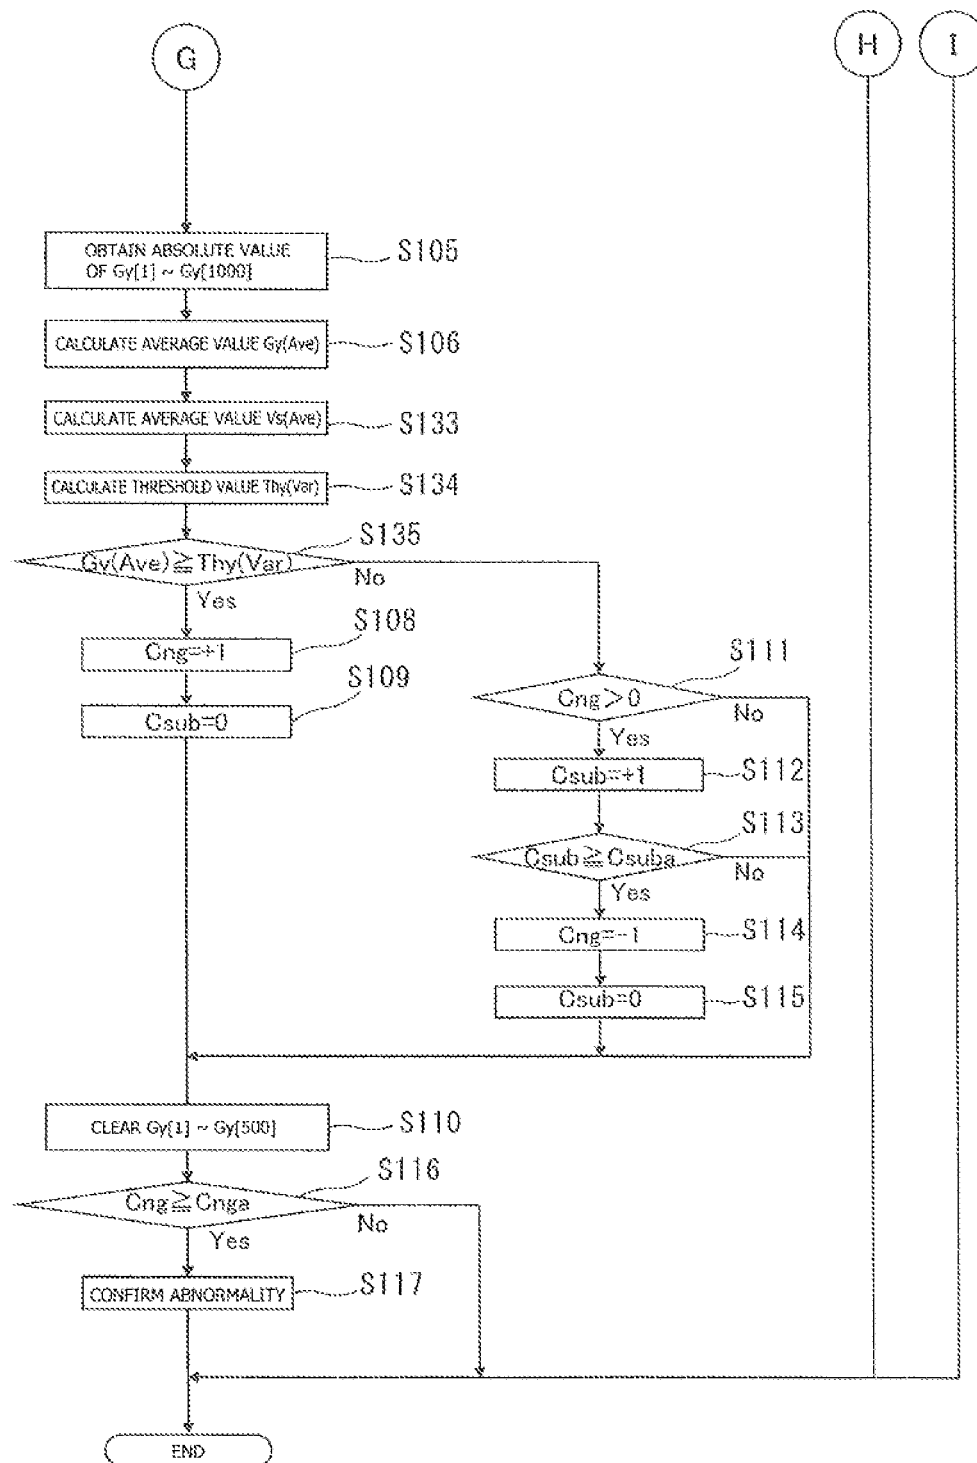 G
H
I
OBTAIN ABSOLUTE VALUE
OF Gy[1] ~ Gy[1000]
S105
CALCULATE AVERAGE VALUE Gy(Ave)
S106
CALCULATE AVERAGE VALUE Vs(Ave)
S133
CALCULATE THRESHOLD VALUE Thy(Var)
S134
S135
Gy(Ave)≧Thy(Var)
No
Yes
S108
Cng=+1
S109
Csub=0
S111
Cng>0
No
Yes
Csub=+1
S112
S113
Csub≧Csuba
No
Yes
Cng=-1
S114
Csub=0
S115
CLEAR Gy[1] ~ Gy[500]
S110
S116
Cng≧Cnga
No
Yes
CONFIRM ABNORMALITY
S117
END